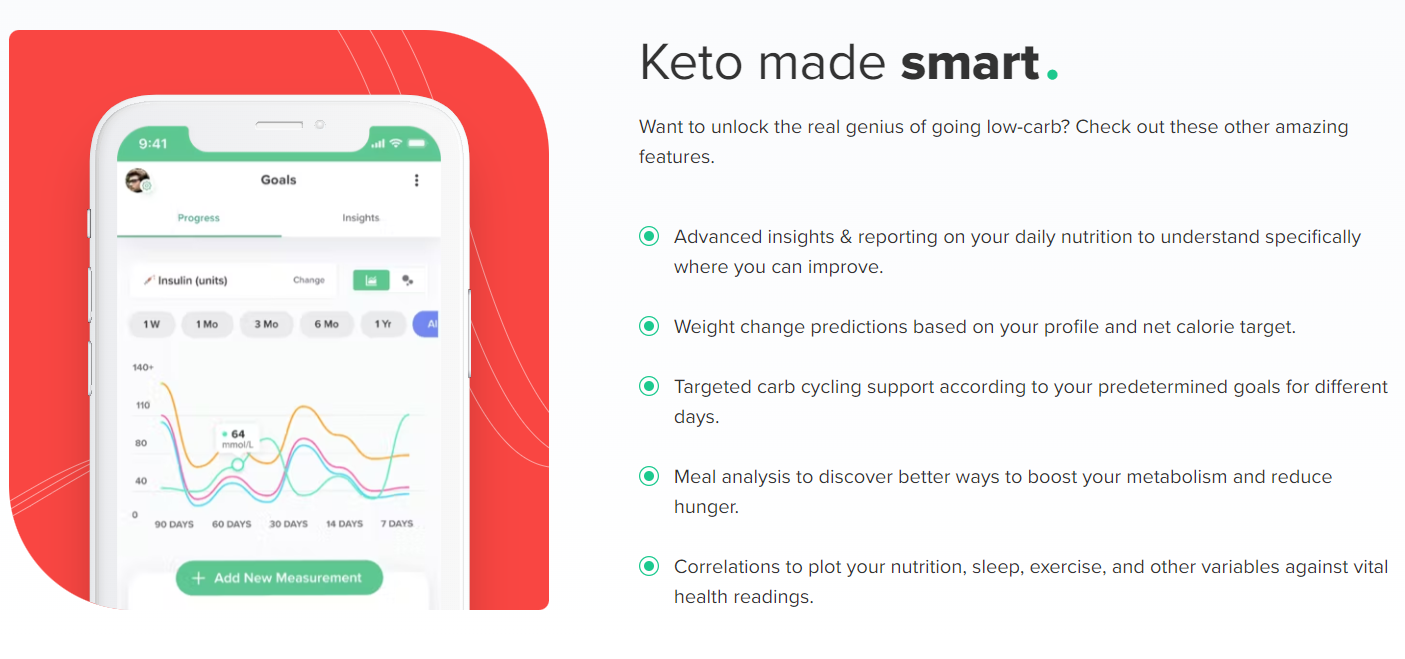 9:41
Goals
Progress
Insights
Insulin (units)
Change
1 W
1 Mo
3 Mo
6 Mo
1 Yr
Al
140+
110
80
40
0
64
mmol/L
90 DAYS
60 DAYS
30 DAYS
14 DAYS
7 DAYS
+ Add New Measurement
Keto made smart.
Want to unlock the real genius of going low-carb? Check out these other amazing
features.
Advanced insights & reporting on your daily nutrition to understand specifically
where you can improve.
Weight change predictions based on your profile and net calorie target.
Targeted carb cycling support according to your predetermined goals for different
days.
Meal analysis to discover better ways to boost your metabolism and reduce
hunger.
Correlations to plot your nutrition, sleep, exercise, and other variables against vital
health readings.